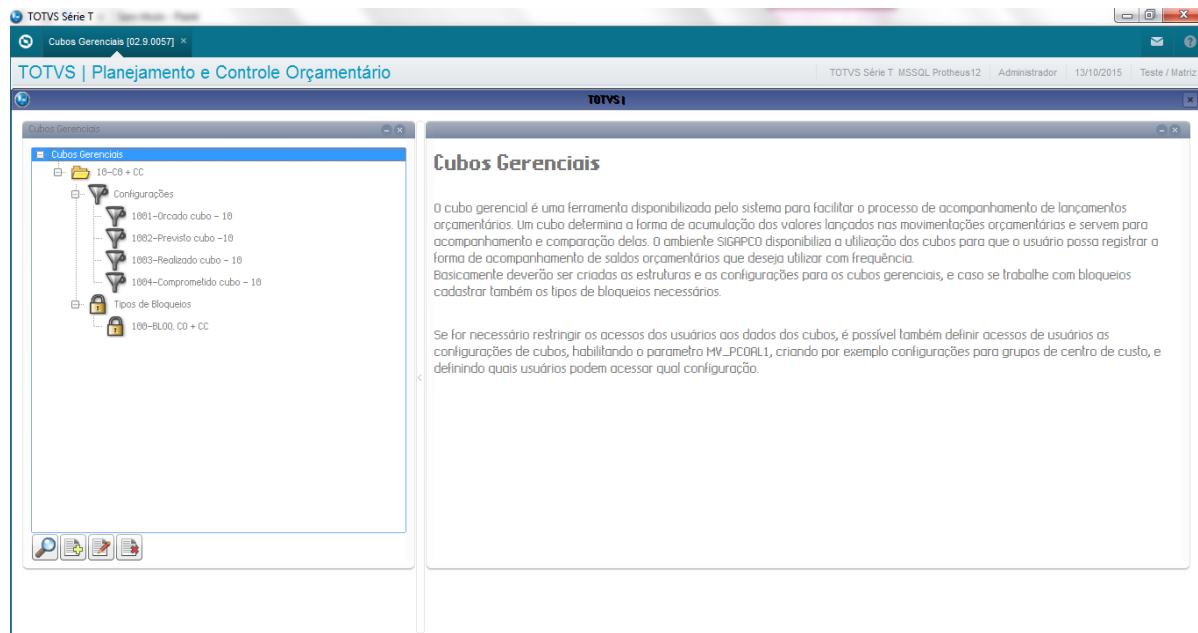 TOTVS Série T
Cubos Gerenciais [02.9.0057] ×
TOTVS | Planejamento e Controle Orçamentário
TOTVS Série T MSSQL Protheus12 Administrador 13/10/2015 Teste / Matriz
TOTVS |
Cubos Gerenciais
Cubos Gerenciais
10-CO + CC
Configurações
1001-Orcado cubo - 10
1002-Previsto cubo -10
1003-Realizado cubo - 10
1004-Comprometido cubo - 10
Tipos de Bloqueios
100-BLOQ. CO + CC
Cubos Gerenciais
O cubo gerencial é uma ferramenta disponibilizada pelo sistema para facilitar o processo de acompanhamento de lançamentos
orçamentários. Um cubo determina a forma de acumulação dos valores lançados nas movimentações orçamentárias e servem para
acompanhamento e comparação delas. O ambiente SIGAPCO disponibiliza a utilização dos cubos para que o usuário possa registrar a
forma de acompanhamento de saldos orçamentários que deseja utilizar com frequência.
Basicamente deverão ser criadas as estruturas e as configurações para os cubos gerenciais, e caso se trabalhe com bloqueios
cadastrar também os tipos de bloqueios necessários.
Se for necessário restringir os acessos dos usuários aos dados dos cubos, é possível também definir acessos de usuários as
configurações de cubos, habilitando o parametro MV_PCOAL1, criando por exemplo configurações para grupos de centro de custo, e
definindo quais usuários podem acessar qual configuração.